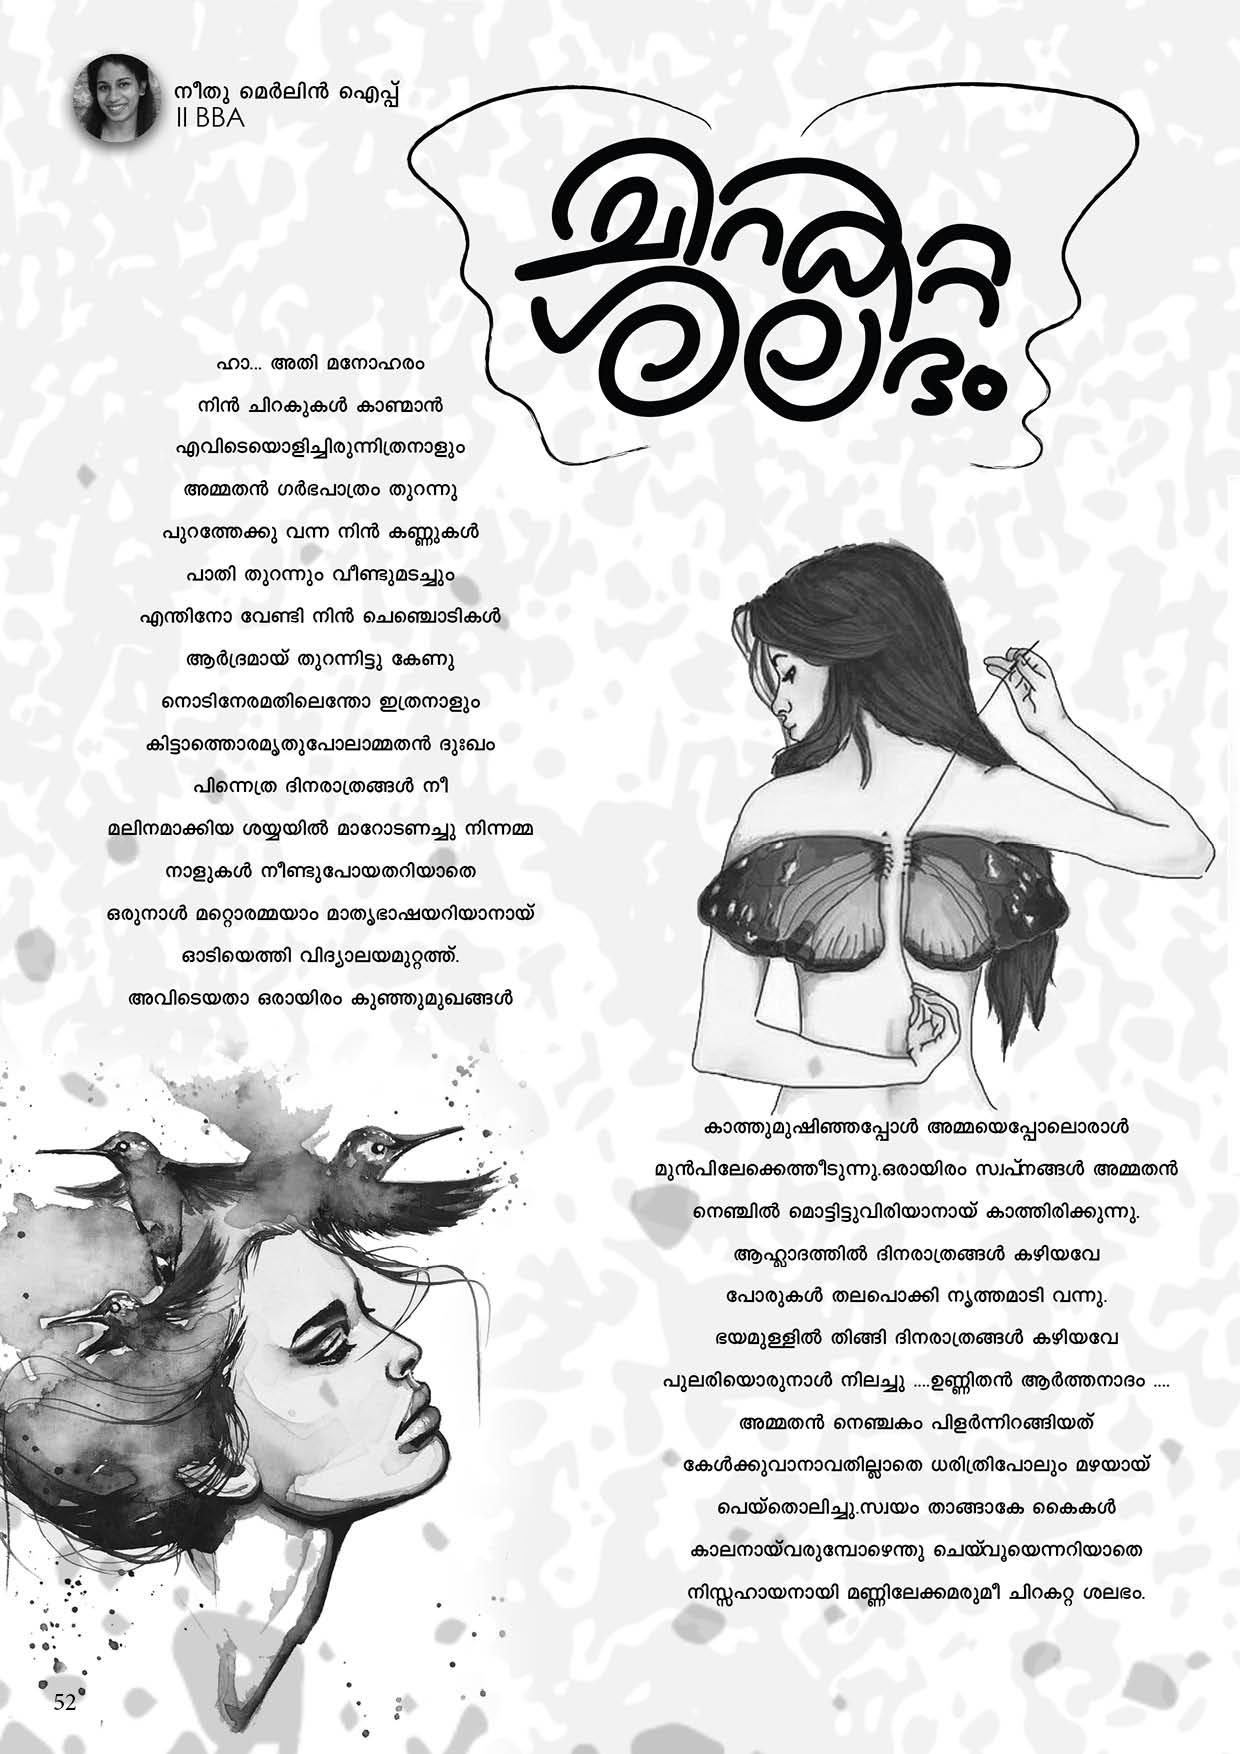 നീതു മെർലിൻ ഐപ്പ്
II BBA
ചിറകറ്റ
ശലഭം
ഹാ... അതി മനോഹരം
നിൻ ചിറകുകൾ കാണ്മാൻ
എവിടെയൊളിച്ചിരുന്നിത്രനാളും
അമ്മതൻ ഗർഭപാത്രം തുറന്നു
പുറത്തേക്കു വന്ന നിൻ കണ്ണുകൾ
പാതി തുറന്നും വീണ്ടുമടച്ചും
എന്തിനോ വേണ്ടി നിൻ ചെഞ്ചൊടികൾ
ആർദ്രമായ് തുറന്നിട്ടു കേണു
നൊടിനേരമതിലെന്തോ ഇത്രനാളും
കിട്ടാത്തൊരമൃതുപോലാമ്മതൻ ദുഃഖം
പിന്നെത്ര ദിനരാത്രങ്ങൾ നീ
മലിനമാക്കിയ ശയ്യയിൽ മാറോടണച്ചു നിന്നമ്മ
നാളുകൾ നീണ്ടുപോയതറിയാതെ
ഒരുനാൾ മറ്റൊരമ്മയാം മാതൃഭാഷയറിയാനായ്
ഓടിയെത്തി വിദ്യാലയമുറ്റത്ത്.
അവിടെയതാ ഒരായിരം കുഞ്ഞുമുഖങ്ങൾ
കാത്തുമുഷിഞ്ഞപ്പോൾ അമ്മയെപ്പോലൊരാൾ
മുൻപിലേക്കെത്തീടുന്നു.ഒരായിരം സ്വപ്നങ്ങൾ അമ്മതൻ
നെഞ്ചിൽ മൊട്ടിട്ടുവിരിയാനായ് കാത്തിരിക്കുന്നു.
ആഹ്ലാദത്തിൽ ദിനരാത്രങ്ങൾ കഴിയവേ
പോരുകൾ തലപൊക്കി നൃത്തമാടി വന്നു.
ഭയമുള്ളിൽ തിങ്ങി ദിനരാത്രങ്ങൾ കഴിയവേ
പുലരിയൊരുനാൾ നിലച്ചു ....ഉണ്ണിതൻ ആർത്തനാദം ....
അമ്മതൻ നെഞ്ചകം പിളർന്നിറങ്ങിയത്
കേൾക്കുവാനാവതില്ലാതെ ധരിത്രിപോലും മഴയായ്
പെയ്തൊലിച്ചു.സ്വയം താങ്ങാകേ കൈകൾ
കാലനായ്‌വരുമ്പോഴെന്തു ചെയ്‌വൂയെന്നറിയാതെ
നിസ്സഹായനായി മണ്ണിലേക്കമരുമീ ചിറകറ്റ ശലഭം.
52